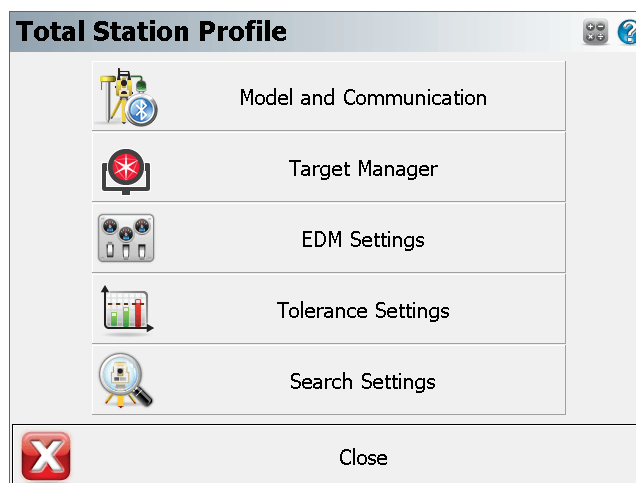 Total Station Profile
Model and Communication
Target Manager
EDM Settings
Tolerance Settings
Search Settings
Close